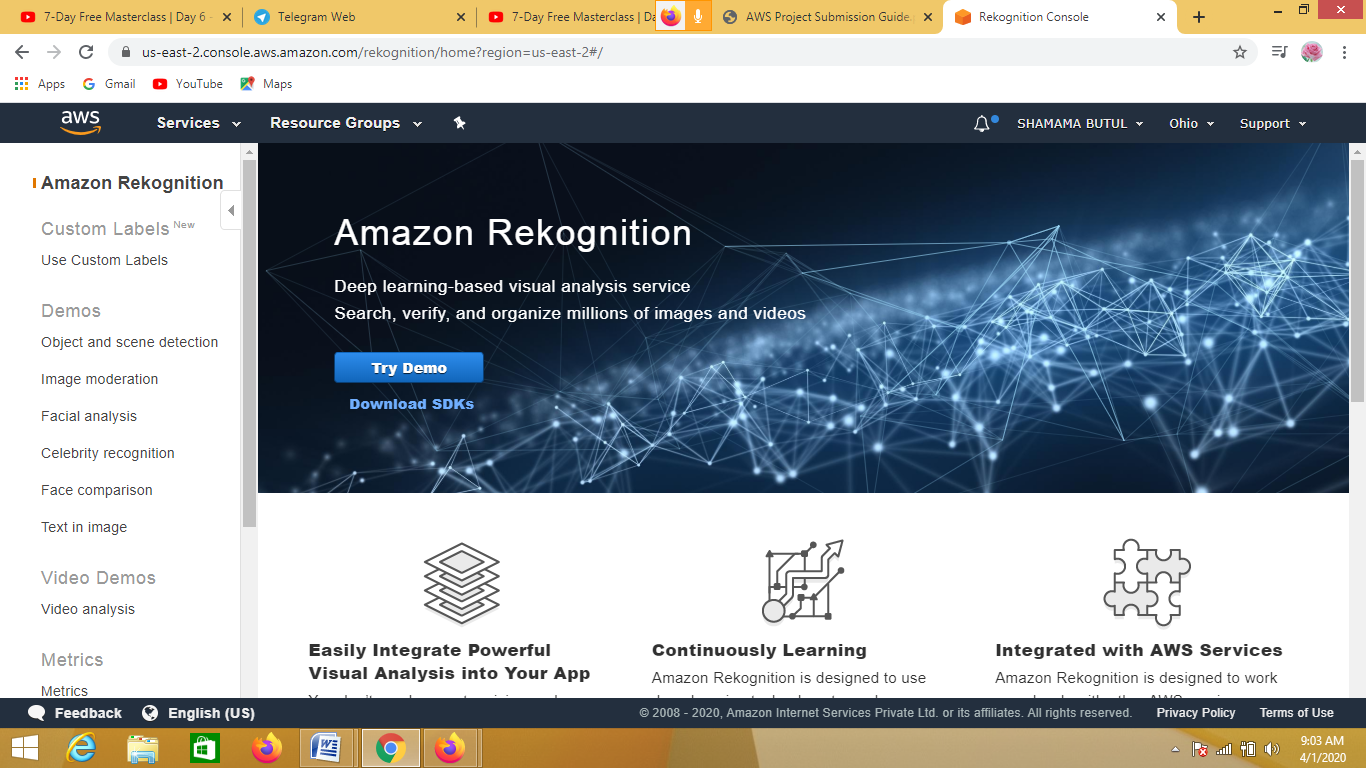 7-Day Free Masterclass | Day 6 -
Telegram Web
7-Day Free Masterclass | Da
AWS Project Submission Guide.
Rekognition Console
us-east-2.console.aws.amazon.com/rekognition/home?region=us-east-2#/
Apps
Gmail
YouTube
Maps
aws
Services
Resource Groups
SHAMAMA BUTUL
Ohio
Support
Amazon Rekognition
Custom Labels New
Use Custom Labels
Demos
Object and scene detection
Image moderation
Facial analysis
Celebrity recognition
Face comparison
Text in image
Video Demos
Video analysis
Metrics
Metrics
Amazon Rekognition
Deep learning-based visual analysis service
Search, verify, and organize millions of images and videos
Try Demo
Download SDKs
Easily Integrate Powerful
Visual Analysis into Your App
Continuously Learning
Amazon Rekognition is designed to use
Integrated with AWS Services
Amazon Rekognition is designed to work
Feedback
English (US)
© 2008 - 2020, Amazon Internet Services Private Ltd. or its affiliates. All rights reserved.
Privacy Policy
Terms of Use
9:03 AM
4/1/2020